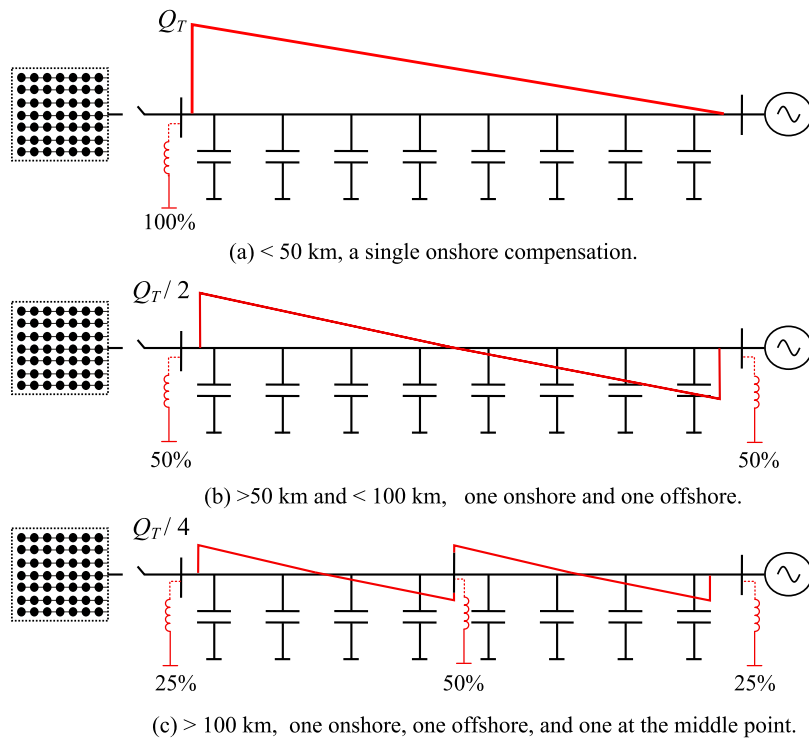 Q_T
100%
(a) < 50 km, a single onshore compensation.
Q_T / 2
50%
50%
(b) >50 km and < 100 km, one onshore and one offshore.
Q_T / 4
25%
50%
25%
(c) > 100 km, one onshore, one offshore, and one at the middle point.